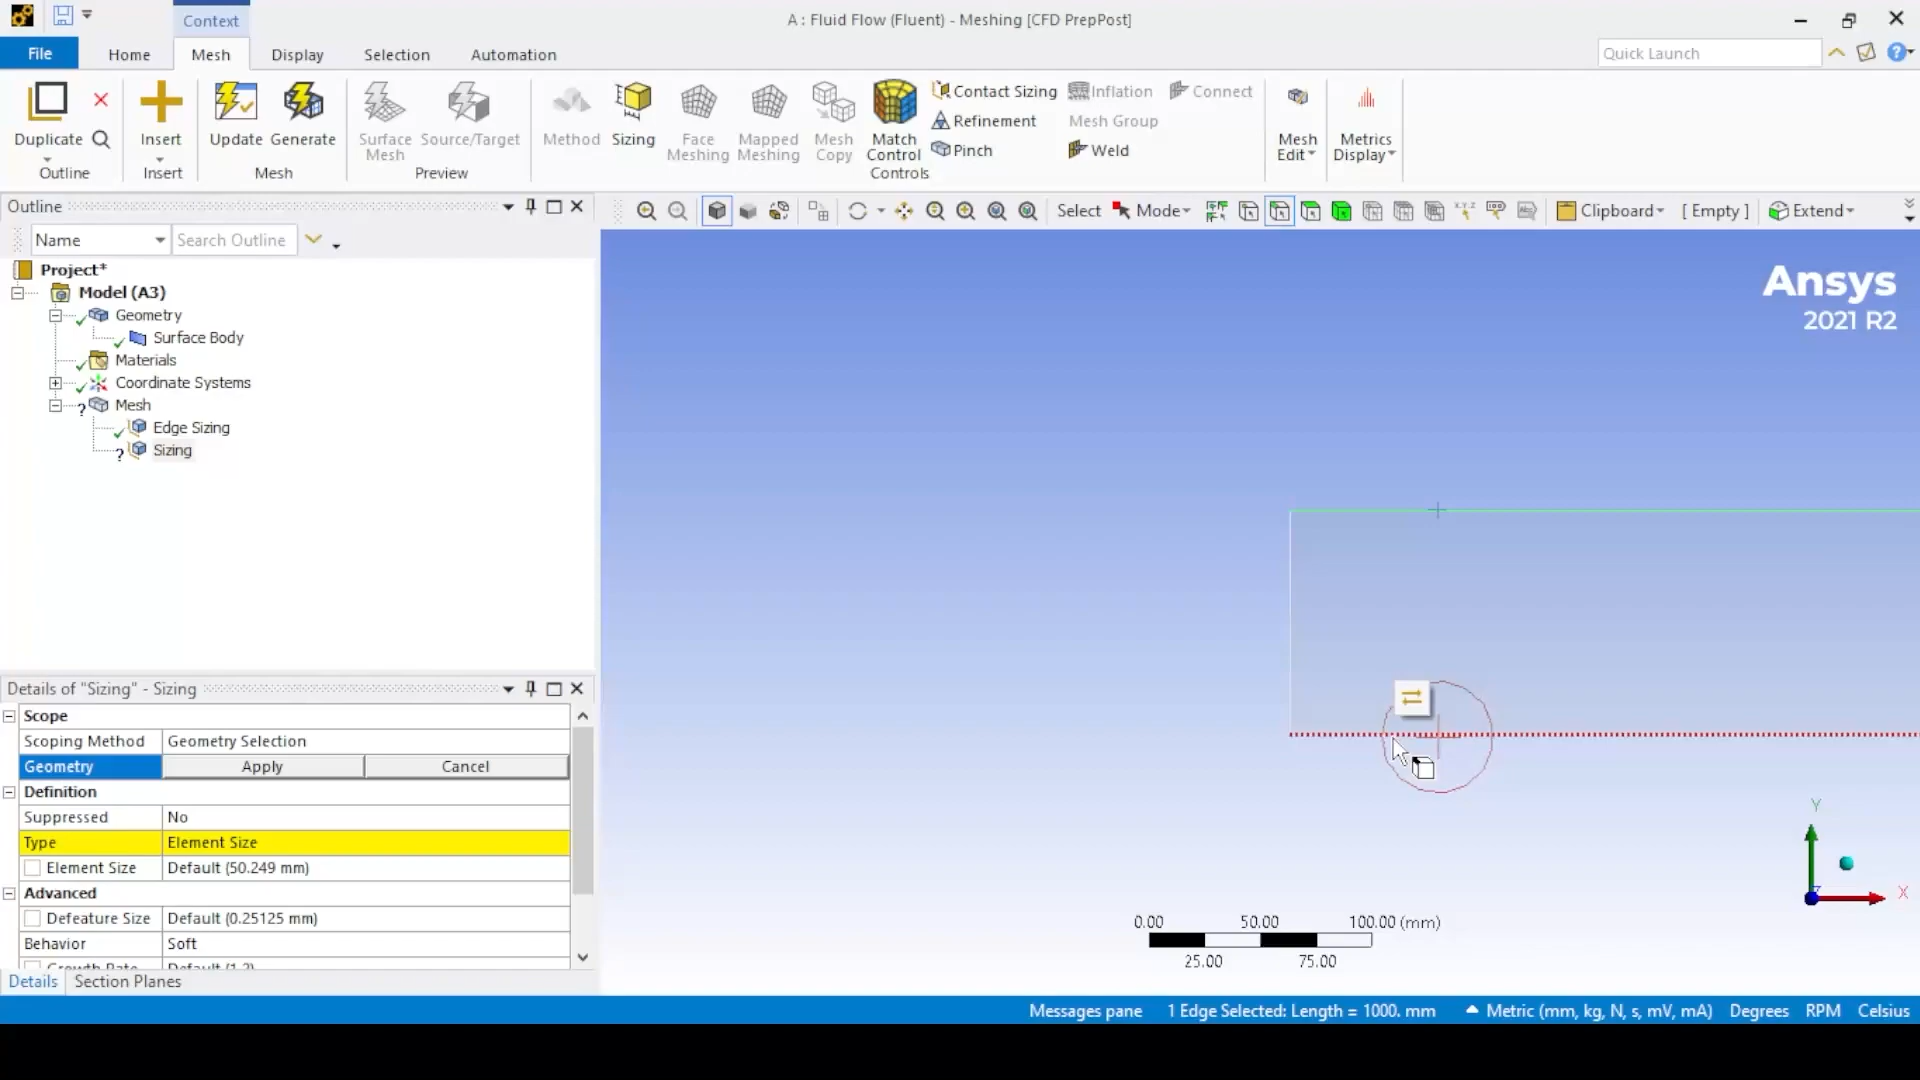 Context
A : Fluid Flow (Fluent) - Meshing [CFD PrepPost]
File Home Mesh Display Selection Automation
Quick Launch
Duplicate
Outline
Insert
Insert
Update Generate
Mesh
Surface Mesh Source/Target
Preview
Method Sizing Face Meshing Mapped Meshing Mesh Copy Match Control
Contact Sizing Inflation Connect
Refinement Mesh Group
Pinch Weld
Controls
Mesh Edit
Metrics Display
Outline
Name Search Outline
Select Mode Clipboard [ Empty ] Extend
Project*
Model (A3)
Geometry
Surface Body
Materials
Coordinate Systems
Mesh
Edge Sizing
Sizing
Ansys
2021 R2
Details of "Sizing" - Sizing
Scope
Scoping Method Geometry Selection
Geometry Apply Cancel
Definition
Suppressed No
Type Element Size
Element Size Default (50.249 mm)
Advanced
Defeature Size Default (0.25125 mm)
Behavior Soft
Growth Rate Default (1.2)
Details Section Planes
0.00 50.00 100.00 (mm)
25.00 75.00
Y
X
Messages pane 1 Edge Selected: Length = 1000. mm Metric (mm, kg, N, s, mV, mA) Degrees RPM Celsius